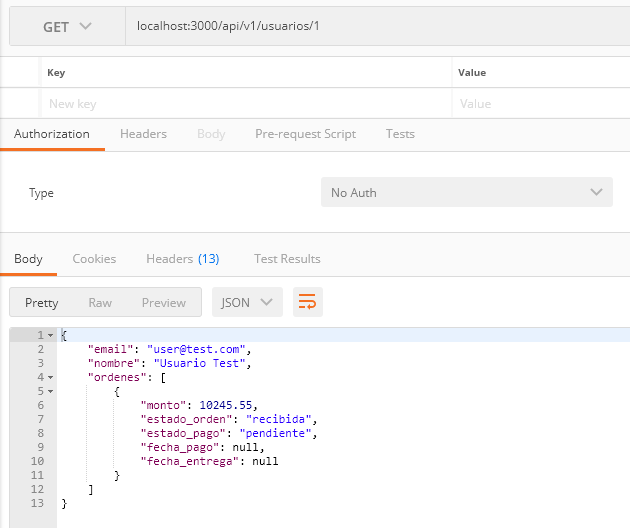 GET localhost:3000/api/v1/usuarios/1
Key Value
New key Value
Authorization Headers Body Pre-request Script Tests
Type No Auth
Body Cookies Headers (13) Test Results
Pretty Raw Preview JSON
1 {
2 "email": "user@test.com",
3 "nombre": "Usuario Test",
4 "ordenes": [
5 {
6 "monto": 10245.55,
7 "estado_orden": "recibida",
8 "estado_pago": "pendiente",
9 "fecha_pago": null,
10 "fecha_entrega": null
11 }
12 ]
13 }